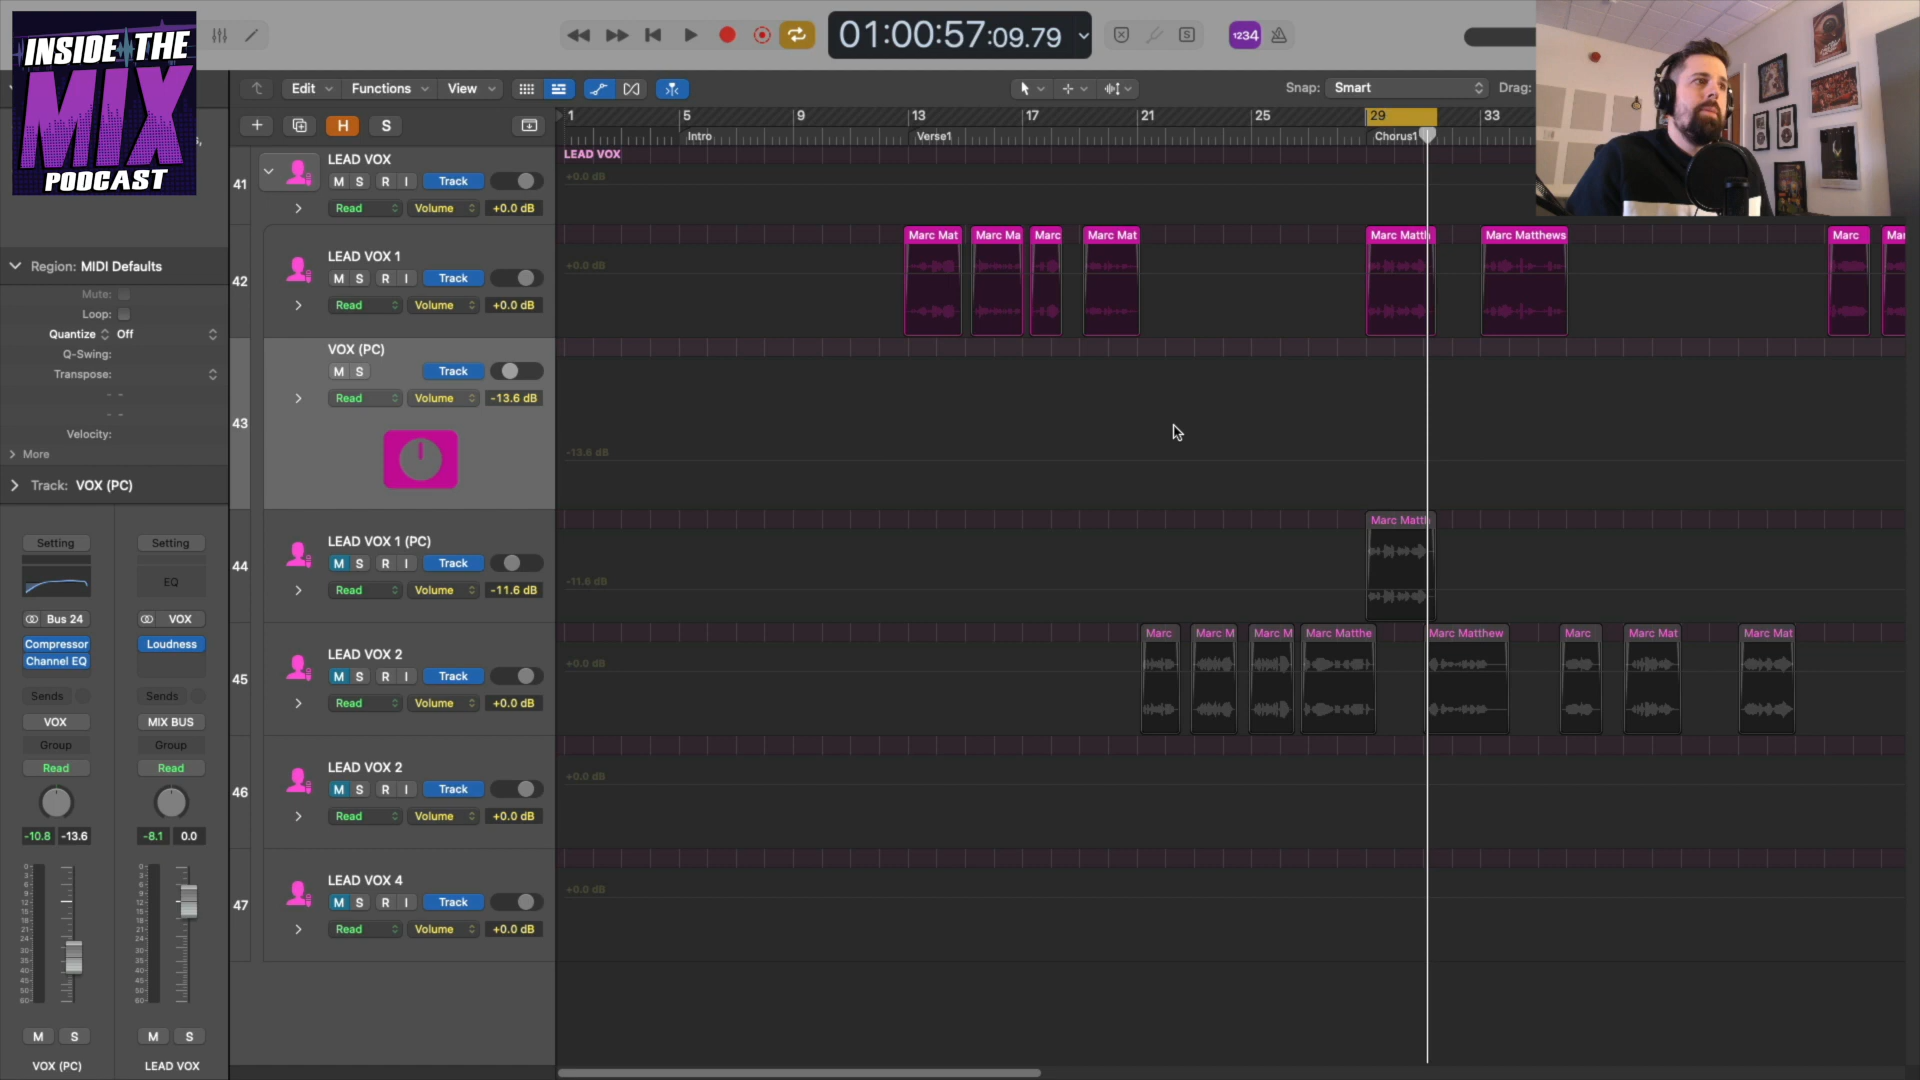 INSIDE THE
MIX
PODCAST
01:00:57:09.79
1234
Edit Functions View
Snap: Smart Drag:
H S
1 5 9 13 17 21 25 29 33
Intro Verse1 Chorus1
LEAD VOX
+0.0 dB
41
LEAD VOX
M S R I Track
Read Volume +0.0 dB
Marc Mat Marc Ma Marc Marc Mat Marc Matth Marc Matthews Marc Mar
42
LEAD VOX 1
M S R I Track
Read Volume +0.0 dB
+0.0 dB
43
VOX (PC)
M S Track
Read Volume -13.6 dB
-13.6 dB
44
LEAD VOX 1 (PC)
M S R I Track
Read Volume -11.6 dB
Marc Matth
-11.6 dB
45
LEAD VOX 2
M S R I Track
Read Volume +0.0 dB
Marc Marc M Marc M Marc Matthe Marc Matthew Marc Marc Mat Marc Mat
+0.0 dB
46
LEAD VOX 2
M S R I Track
Read Volume +0.0 dB
+0.0 dB
47
LEAD VOX 4
M S R I Track
Read Volume +0.0 dB
+0.0 dB
Region: MIDI Defaults
Mute:
Loop:
Quantize Off
Q-Swing:
Transpose:
Velocity:
More
Track: VOX (PC)
Setting Setting
EQ
Bus 24 VOX
Compressor Loudness
Channel EQ
Sends Sends
VOX MIX BUS
Group Group
Read Read
-10.8 -13.6 -8.1 0.0
M S M S
VOX (PC) LEAD VOX